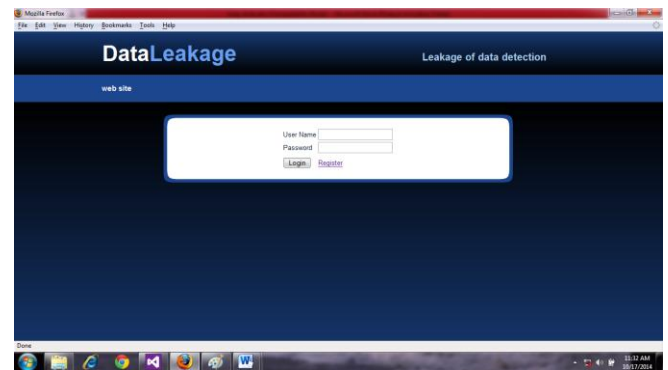 Mozilla Firefox
File Edit View History Bookmarks Tools Help
DataLeakage
Leakage of data detection
web site
User Name
Password
Login Register
Done
11:12 AM
10/17/2014